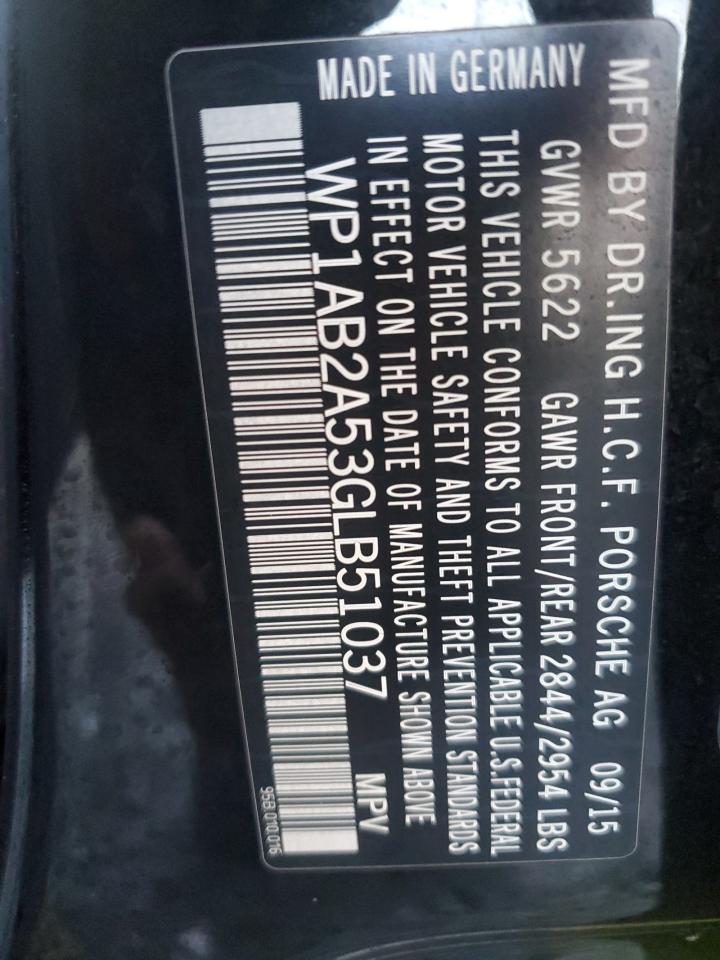 MFD BY DR.ING H.C.F. PORSCHE AG 09/15
GVWR 5622 GAWR FRONT/REAR 2844/2954 LBS
THIS VEHICLE CONFORMS TO ALL APPLICABLE U.S.FEDERAL
MOTOR VEHICLE SAFETY AND THEFT PREVENTION STANDARDS
IN EFFECT ON THE DATE OF MANUFACTURE SHOWN ABOVE
WP1AB2A53GLB51037 MPV
95B.010.016
MADE IN GERMANY